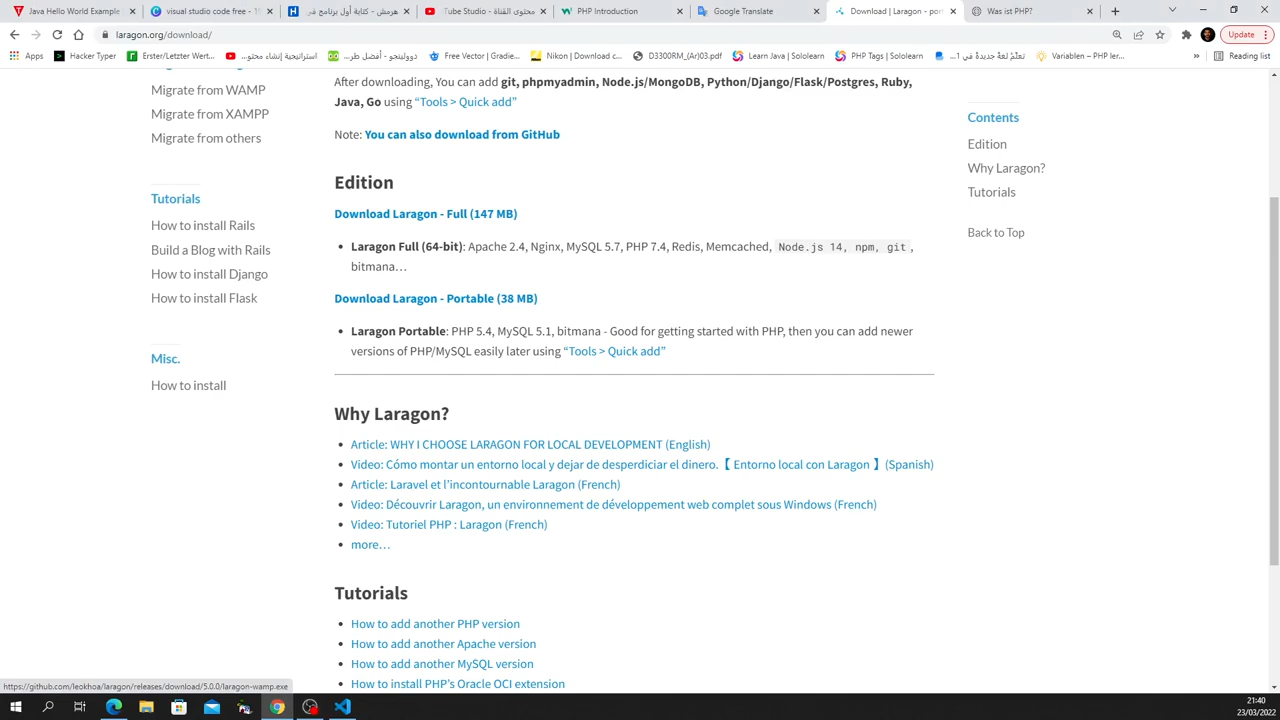 Java Hello World Example
visual studio code free - الب
هرمش - كتابة أول برنامج في
محتوى القناة - Tube Studio
PHP Introduction
Google Translate
Download | Laragon - port
Was ist PHP?
laragon.org/download/
Update
Apps
Hacker Typer
Erster/Letzter Wert...
استراتيجية إنشاء محتو...
دوولينجو - أفضل طر...
Free Vector | Gradie...
Nikon | Download c...
D3300RM_(Ar)03.pdf
Learn Java | Sololearn
PHP Tags | Sololearn
تعلّمْ لغةً جديدةً في 1...
Variablen – PHP ler...
»
Reading list
Migrate from WAMP
Migrate from XAMPP
Migrate from others
Tutorials
How to install Rails
Build a Blog with Rails
How to install Django
How to install Flask
Misc.
How to install
After downloading, You can add git, phpmyadmin, Node.js/MongoDB, Python/Django/Flask/Postgres, Ruby,
Java, Go using “Tools > Quick add”
Note: You can also download from GitHub
Edition
Download Laragon - Full (147 MB)
• Laragon Full (64-bit): Apache 2.4, Nginx, MySQL 5.7, PHP 7.4, Redis, Memcached, Node.js 14, npm, git,
bitmana…
Download Laragon - Portable (38 MB)
• Laragon Portable: PHP 5.4, MySQL 5.1, bitmana - Good for getting started with PHP, then you can add newer
versions of PHP/MySQL easily later using “Tools > Quick add”
Why Laragon?
• Article: WHY I CHOOSE LARAGON FOR LOCAL DEVELOPMENT (English)
• Video: Cómo montar un entorno local y dejar de desperdiciar el dinero.【 Entorno local con Laragon 】(Spanish)
• Article: Laravel et l’incontournable Laragon (French)
• Video: Découvrir Laragon, un environnement de développement web complet sous Windows (French)
• Video: Tutoriel PHP : Laragon (French)
• more…
Tutorials
• How to add another PHP version
• How to add another Apache version
• How to add another MySQL version
• How to install PHP’s Oracle OCI extension
Contents
Edition
Why Laragon?
Tutorials
Back to Top
https://github.com/leokhoa/laragon/releases/download/5.0.0/laragon-wamp.exe
21:40
23/03/2022